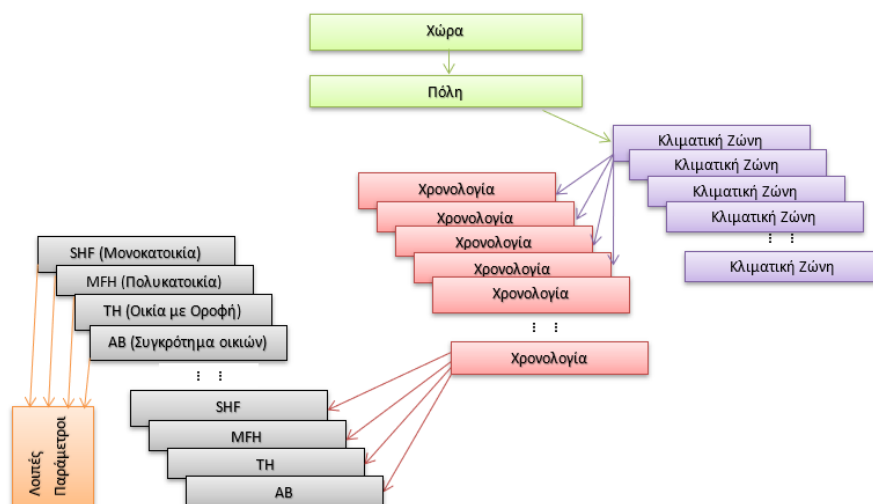 Χώρα
Πόλη
Κλιματική Ζώνη
Κλιματική Ζώνη
Κλιματική Ζώνη
Κλιματική Ζώνη
Κλιματική Ζώνη
Χρονολογία
Χρονολογία
Χρονολογία
Χρονολογία
Χρονολογία
Χρονολογία
SHF (Μονοκατοικία)
MFH (Πολυκατοικία)
TH (Οικία με Οροφή)
AB (Συγκρότημα οικιών)
SHF
MFH
TH
AB
Λοιπές
Παράμετροι